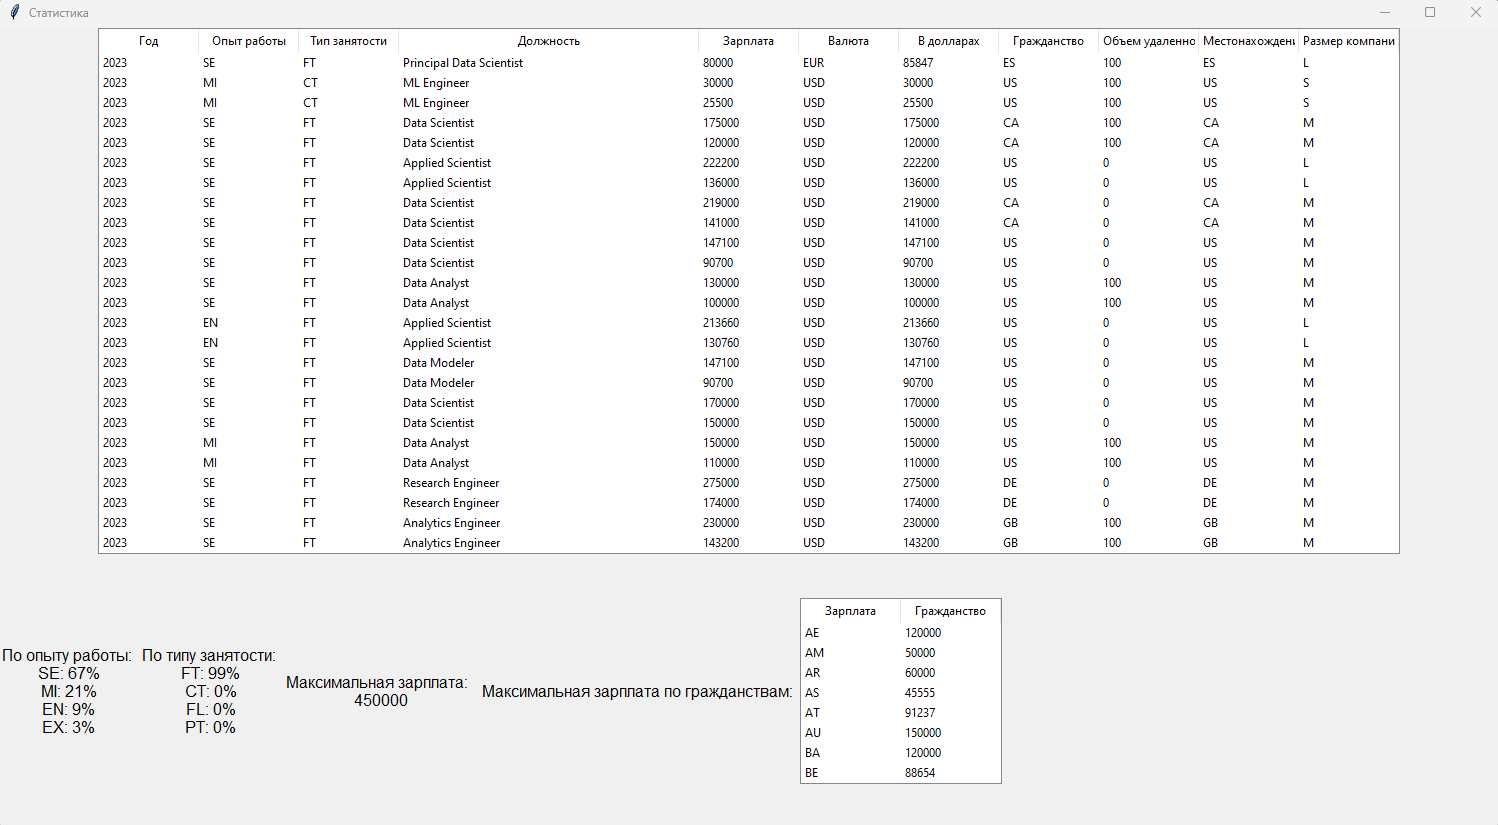 Статистика
Год Опыт работы Тип занятости Должность Зарплата Валюта В долларах Гражданство Объем удаленно Местонахождени Размер компани
2023 SE FT Principal Data Scientist 80000 EUR 85847 ES 100 ES L
2023 MI CT ML Engineer 30000 USD 30000 US 100 US S
2023 MI CT ML Engineer 25500 USD 25500 US 100 US S
2023 SE FT Data Scientist 175000 USD 175000 CA 100 CA M
2023 SE FT Data Scientist 120000 USD 120000 CA 100 CA M
2023 SE FT Applied Scientist 222200 USD 222200 US 0 US L
2023 SE FT Applied Scientist 136000 USD 136000 US 0 US L
2023 SE FT Data Scientist 219000 USD 219000 CA 0 CA M
2023 SE FT Data Scientist 141000 USD 141000 CA 0 CA M
2023 SE FT Data Scientist 147100 USD 147100 US 0 US M
2023 SE FT Data Scientist 90700 USD 90700 US 0 US M
2023 SE FT Data Analyst 130000 USD 130000 US 100 US M
2023 SE FT Data Analyst 100000 USD 100000 US 100 US M
2023 EN FT Applied Scientist 213660 USD 213660 US 0 US L
2023 EN FT Applied Scientist 130760 USD 130760 US 0 US L
2023 SE FT Data Modeler 147100 USD 147100 US 0 US M
2023 SE FT Data Modeler 90700 USD 90700 US 0 US M
2023 SE FT Data Scientist 170000 USD 170000 US 0 US M
2023 SE FT Data Scientist 150000 USD 150000 US 0 US M
2023 MI FT Data Analyst 150000 USD 150000 US 100 US M
2023 MI FT Data Analyst 110000 USD 110000 US 100 US M
2023 SE FT Research Engineer 275000 USD 275000 DE 0 DE M
2023 SE FT Research Engineer 174000 USD 174000 DE 0 DE M
2023 SE FT Analytics Engineer 230000 USD 230000 GB 100 GB M
2023 SE FT Analytics Engineer 143200 USD 143200 GB 100 GB M
По опыту работы:
SE: 67%
MI: 21%
EN: 9%
EX: 3%
По типу занятости:
FT: 99%
CT: 0%
FL: 0%
PT: 0%
Максимальная зарплата:
450000
Максимальная зарплата по гражданствам:
Зарплата Гражданство
AE 120000
AM 50000
AR 60000
AS 45555
AT 91237
AU 150000
BA 120000
BE 88654